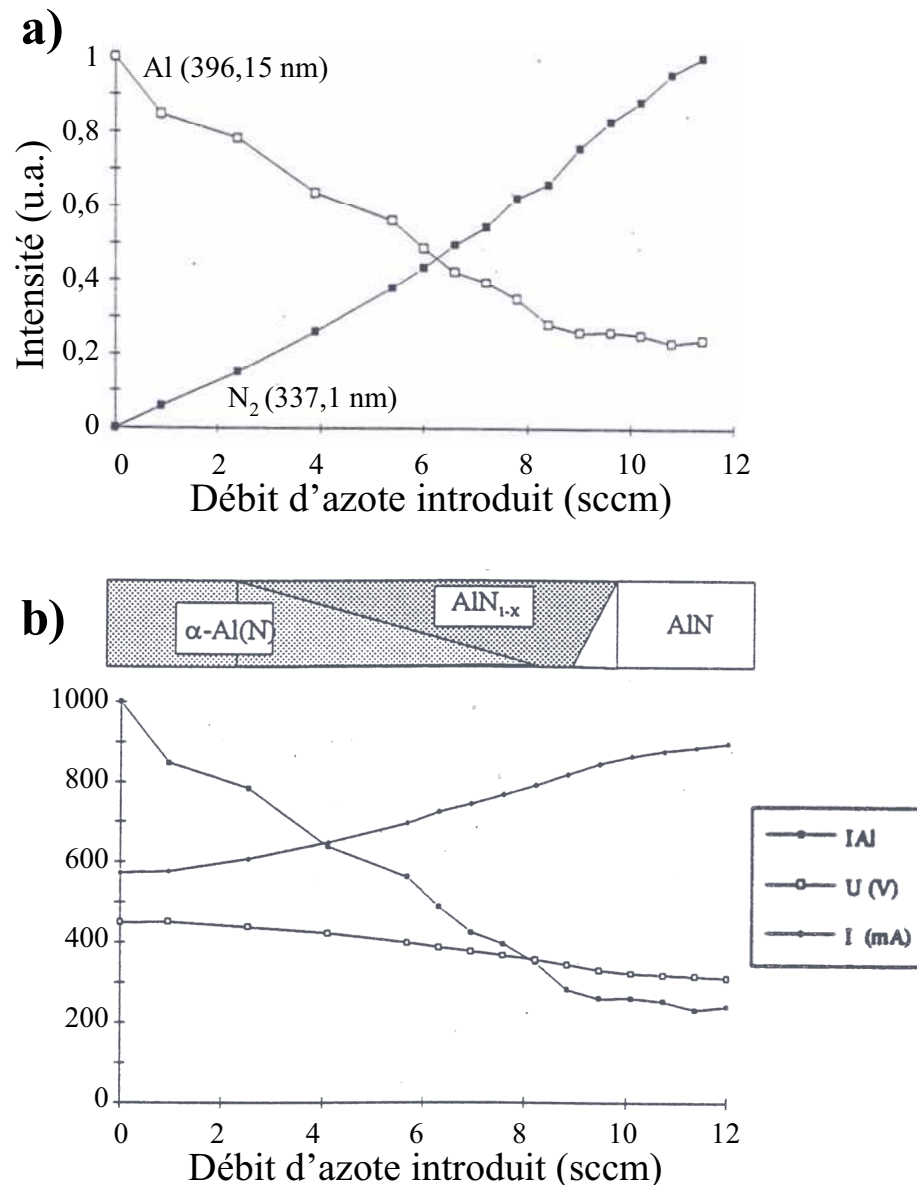 a)
1
0,8
0,6
0,4
0,2
0
Intensité (u.a.)
Al (396,15 nm)
N2 (337,1 nm)
0 2 4 6 8 10 12
Débit d'azote introduit (sccm)
b)
α-Al(N)
AlN1-x
AlN
1000
800
600
400
200
0
I Al
U (V)
I (mA)
0 2 4 6 8 10 12
Débit d'azote introduit (sccm)